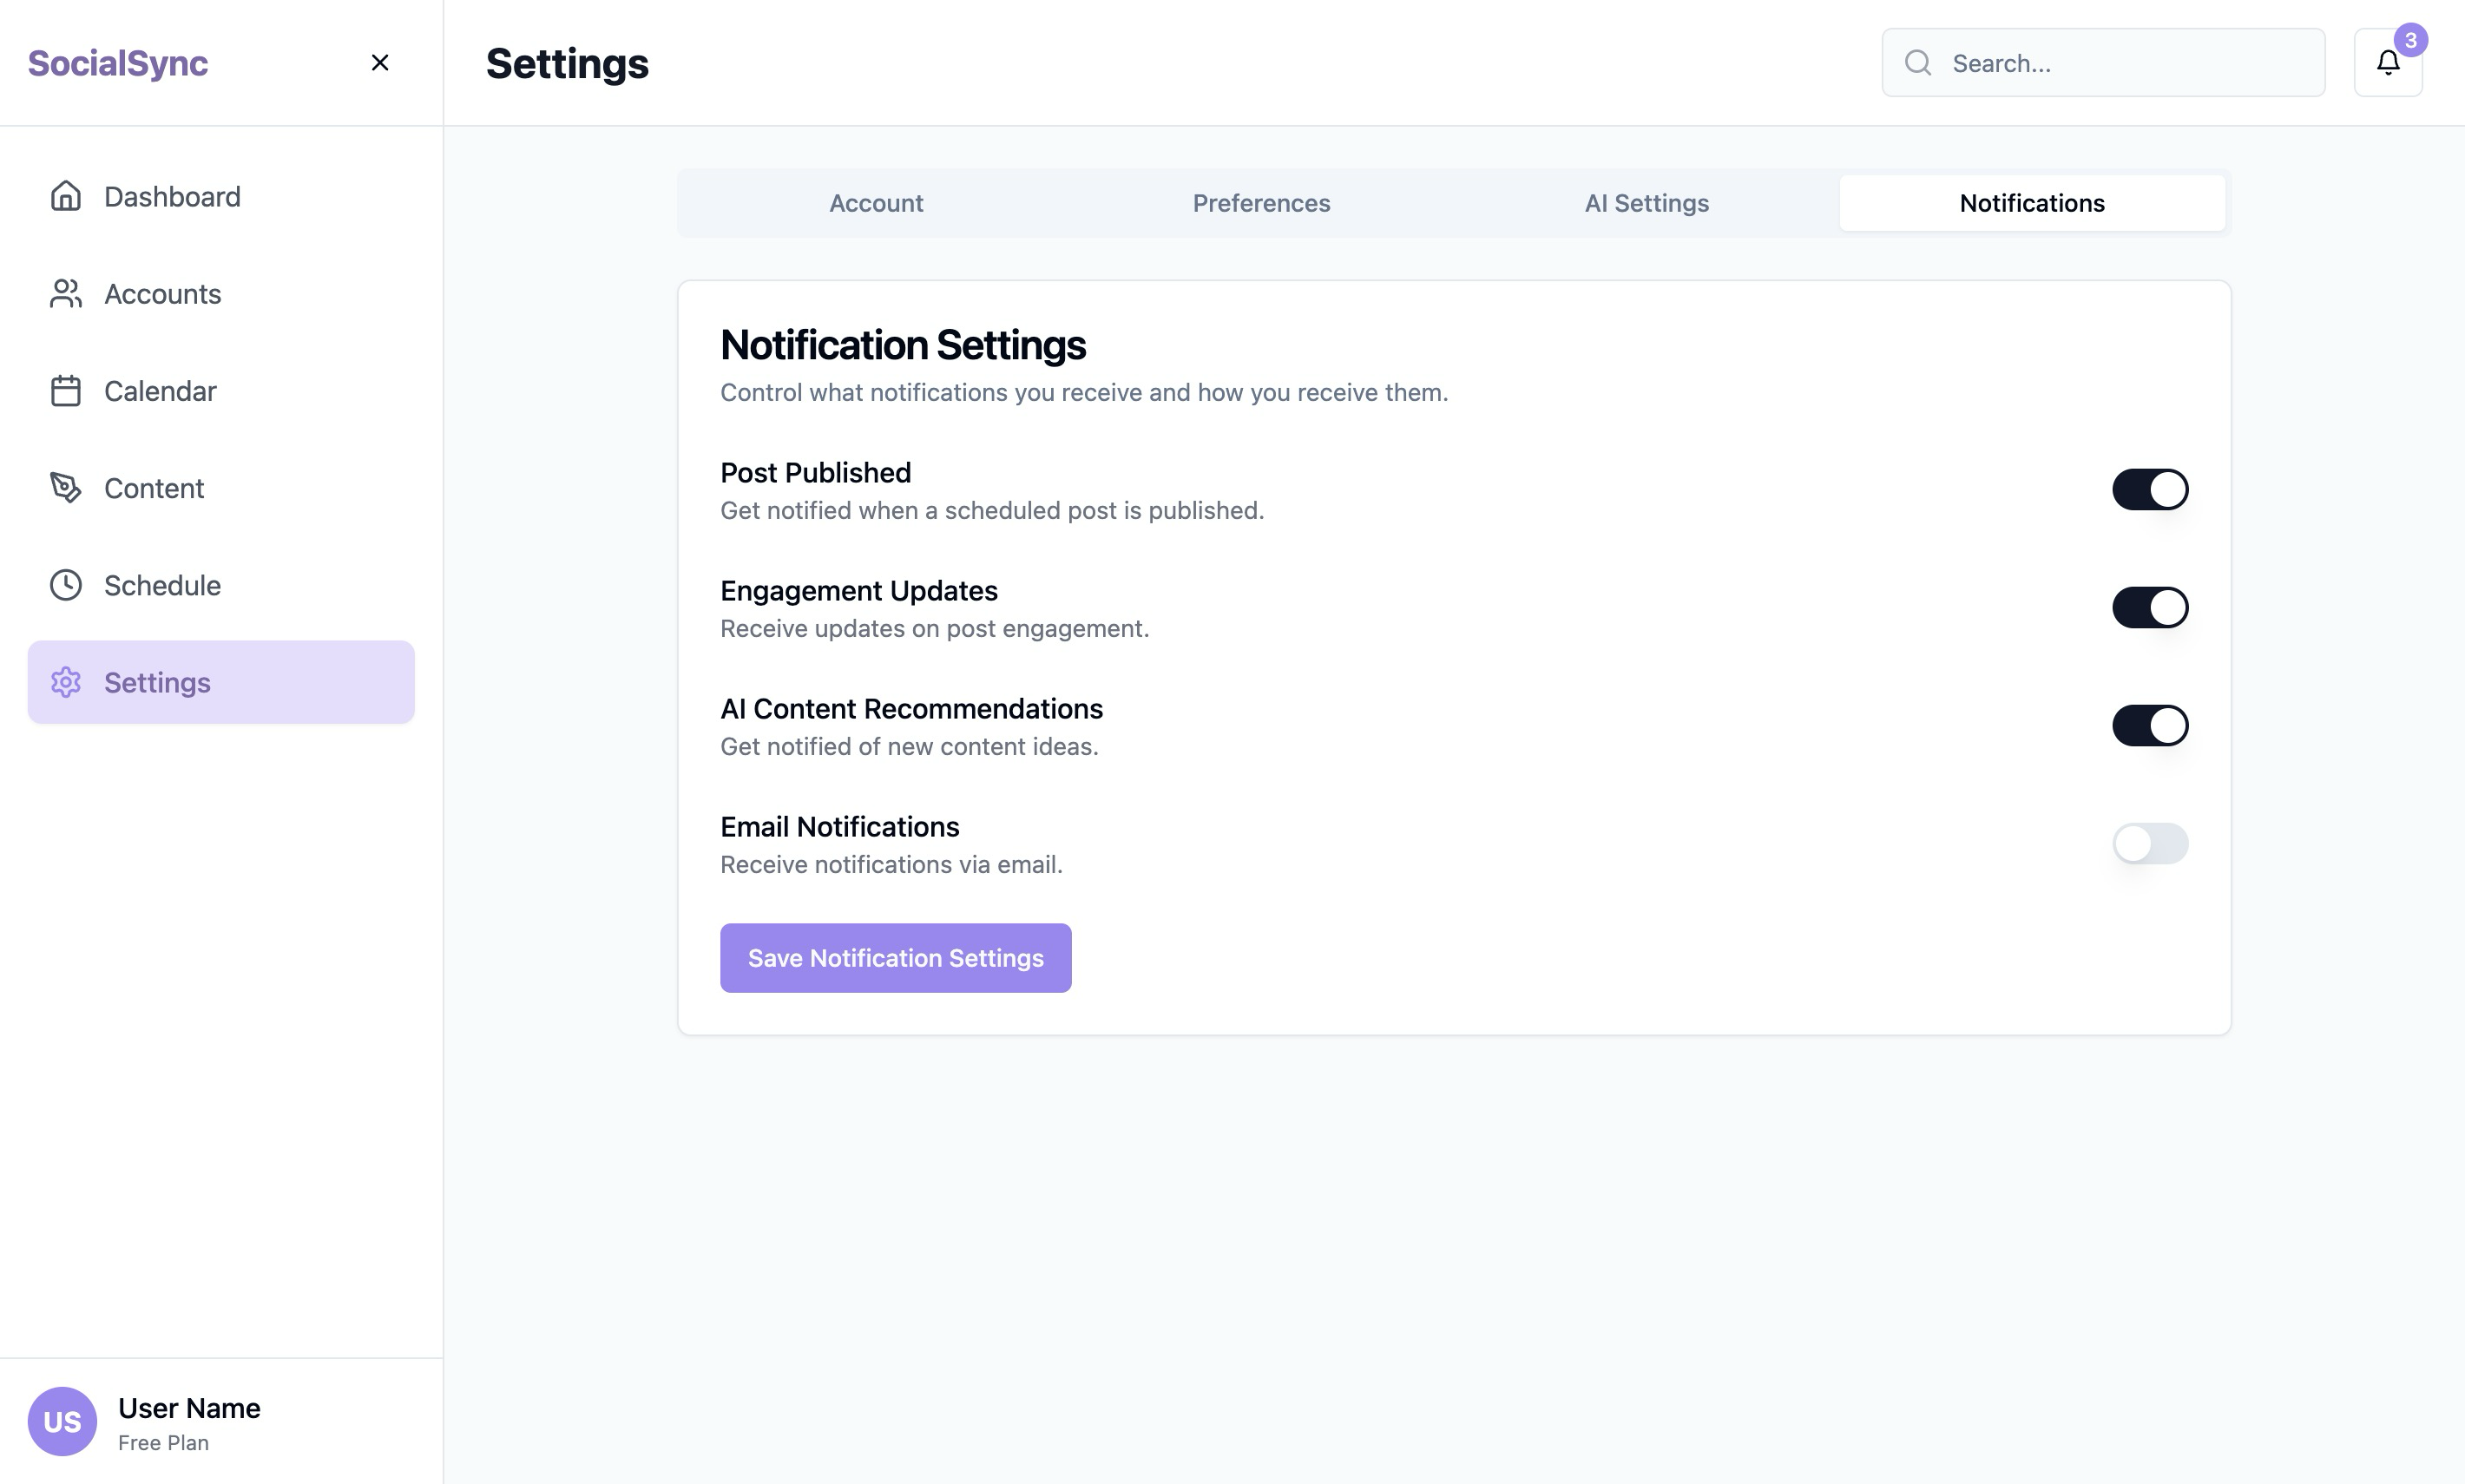 SocialSync
Settings
Search...
3
Dashboard
Accounts
Calendar
Content
Schedule
Settings
Account
Preferences
AI Settings
Notifications
Notification Settings
Control what notifications you receive and how you receive them.
Post Published
Get notified when a scheduled post is published.
Engagement Updates
Receive updates on post engagement.
AI Content Recommendations
Get notified of new content ideas.
Email Notifications
Receive notifications via email.
Save Notification Settings
US
User Name
Free Plan